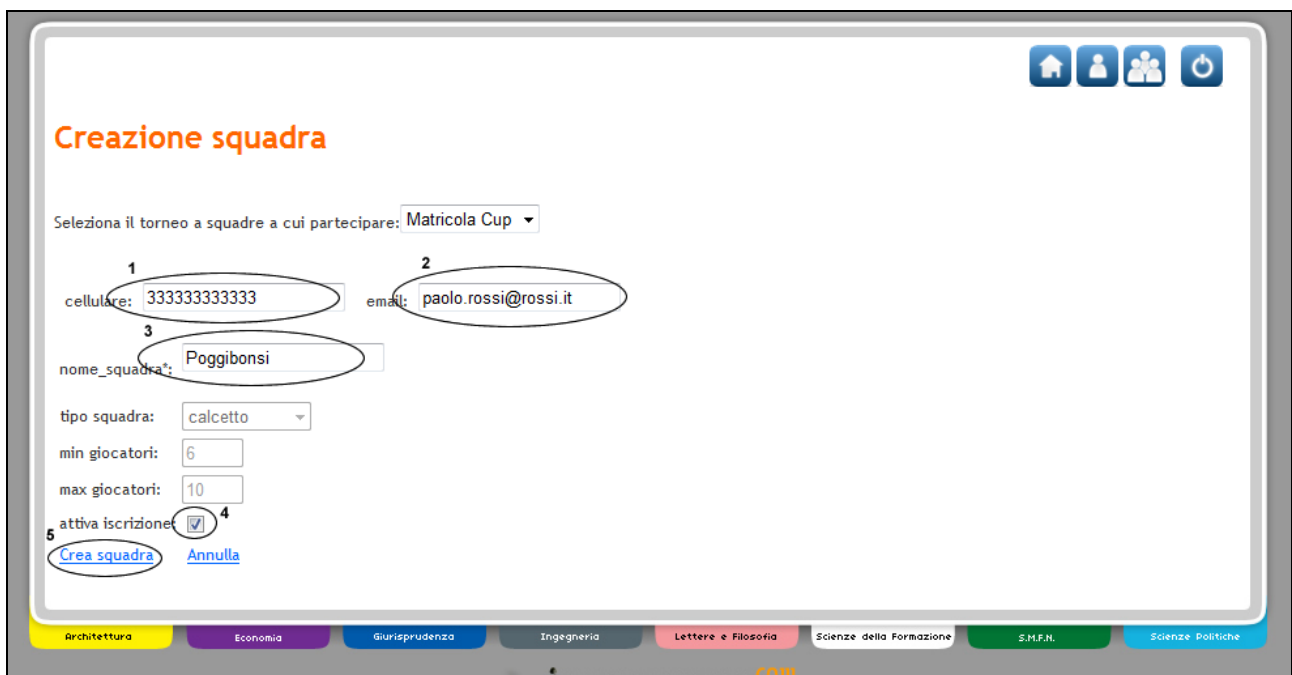 Creazione squadra
Seleziona il torneo a squadre a cui partecipare: Matricola Cup
1 2
cellulare: 333333333333 email: paolo.rossi@rossi.it
3
nome_squadra*: Poggibonsi
tipo squadra: calcetto
min giocatori: 6
max giocatori: 10
attiva iscrizione: 4
5
Crea squadra Annulla
Architettura Economia Giurisprudenza Ingegneria Lettere e Filosofia Scienze della Formazione S.M.F.N. Scienze Politiche